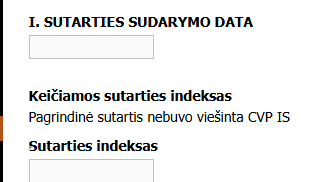 I. SUTARTIES SUDARYMO DATA
Keičiamos sutarties indeksas
Pagrindinė sutartis nebuvo viešinta CVP IS
Sutarties indeksas